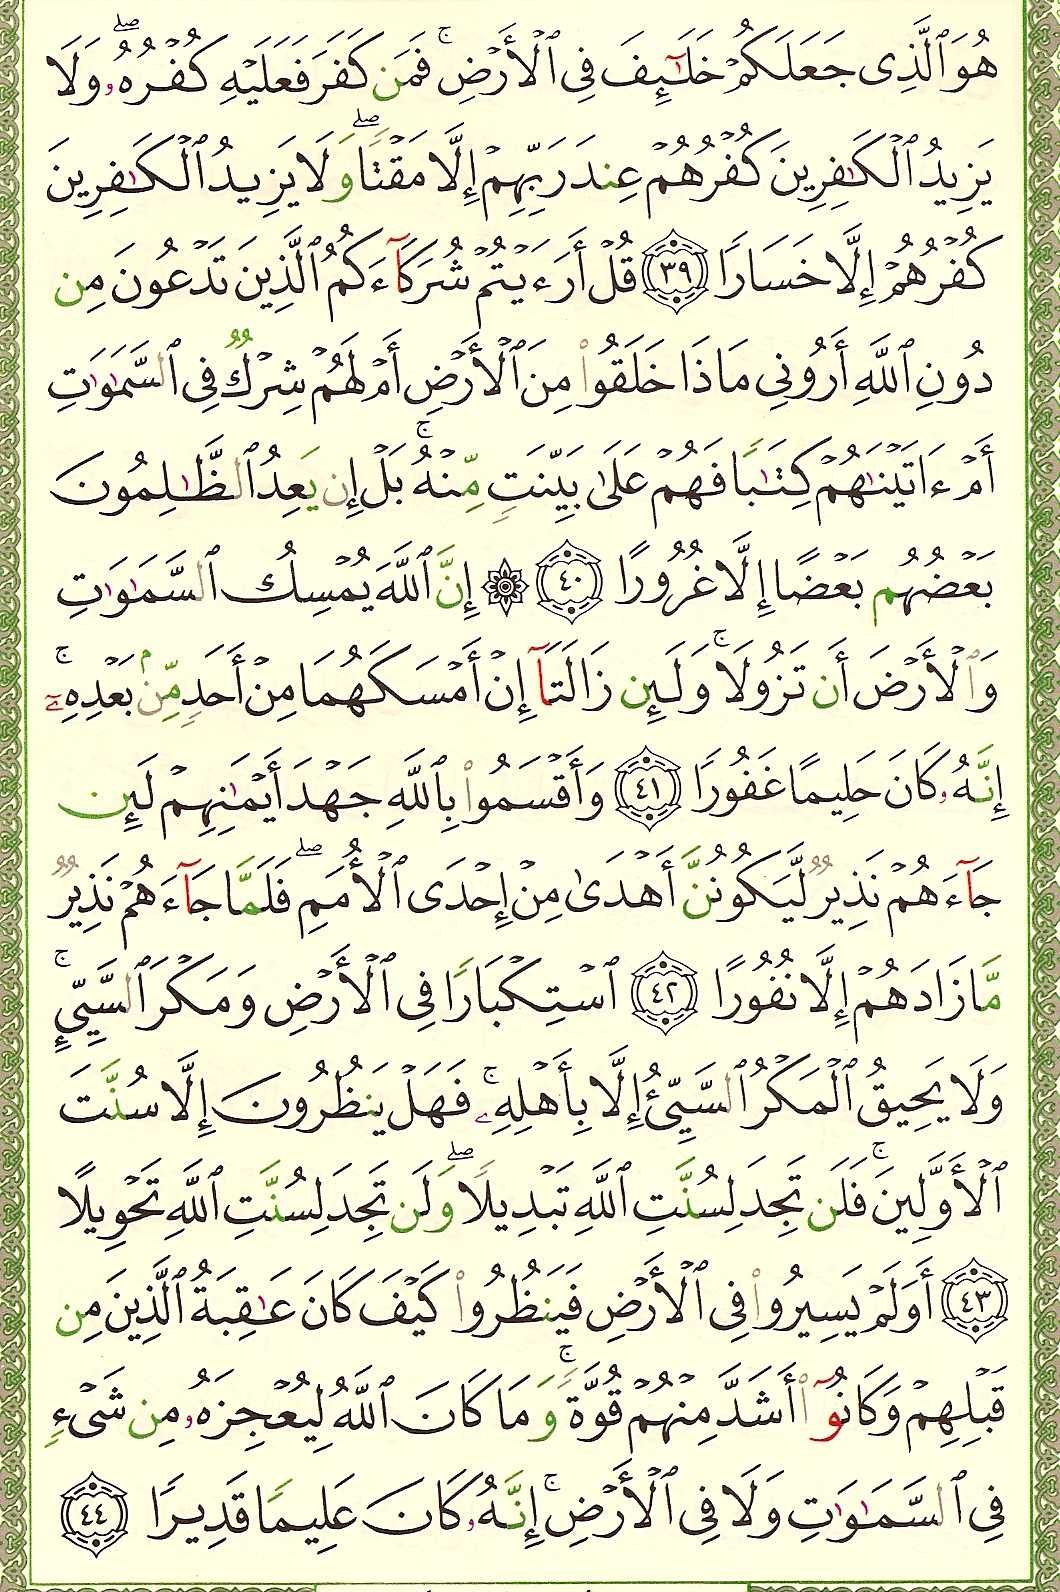 هُوَ ٱلَّذِى جَعَلَكُمْ خَلَـٰٓئِفَ فِى ٱلْأَرْضِ ۚ فَمَن كَفَرَ فَعَلَيْهِ كُفْرُهُۥ ۖ وَلَا
يَزِيدُ ٱلْكَـٰفِرِينَ كُفْرُهُمْ عِندَ رَبِّهِمْ إِلَّا مَقْتًا ۖ وَلَا يَزِيدُ ٱلْكَـٰفِرِينَ
كُفْرُهُمْ إِلَّا خَسَارًا ٣٩ قُلْ أَرَءَيْتُمْ شُرَكَآءَكُمُ ٱلَّذِينَ تَدْعُونَ مِن
دُونِ ٱللَّهِ أَرُونِى مَاذَا خَلَقُوا۟ مِنَ ٱلْأَرْضِ أَمْ لَهُمْ شِرْكٌ فِى ٱلسَّمَـٰوَٰتِ
أَمْ ءَاتَيْنَـٰهُمْ كِتَـٰبًا فَهُمْ عَلَىٰ بَيِّنَتٍ مِّنْهُ ۚ بَلْ إِن يَعِدُ ٱلظَّـٰلِمُونَ
بَعْضُهُم بَعْضًا إِلَّا غُرُورًا ٤٠ ۞ إِنَّ ٱللَّهَ يُمْسِكُ ٱلسَّمَـٰوَٰتِ
وَٱلْأَرْضَ أَن تَزُولَا ۚ وَلَئِن زَالَتَآ إِنْ أَمْسَكَهُمَا مِنْ أَحَدٍ مِّنۢ بَعْدِهِۦٓ ۚ
إِنَّهُۥ كَانَ حَلِيمًا غَفُورًا ٤١ وَأَقْسَمُوا۟ بِٱللَّهِ جَهْدَ أَيْمَـٰنِهِمْ لَئِن
جَآءَهُمْ نَذِيرٌ لَّيَكُونُنَّ أَهْدَىٰ مِنْ إِحْدَى ٱلْأُمَمِ ۖ فَلَمَّا جَآءَهُمْ نَذِيرٌ
مَّا زَادَهُمْ إِلَّا نُفُورًا ٤٢ ٱسْتِكْبَارًا فِى ٱلْأَرْضِ وَمَكْرَ ٱلسَّيِّئِ ۚ
وَلَا يَحِيقُ ٱلْمَكْرُ ٱلسَّيِّئُ إِلَّا بِأَهْلِهِۦ ۚ فَهَلْ يَنظُرُونَ إِلَّا سُنَّتَ
ٱلْأَوَّلِينَ ۚ فَلَن تَجِدَ لِسُنَّتِ ٱللَّهِ تَبْدِيلًا ۖ وَلَن تَجِدَ لِسُنَّتِ ٱللَّهِ تَحْوِيلًا
٤٣ أَوَلَمْ يَسِيرُوا۟ فِى ٱلْأَرْضِ فَيَنظُرُوا۟ كَيْفَ كَانَ عَـٰقِبَةُ ٱلَّذِينَ مِن
قَبْلِهِمْ وَكَانُوٓا۟ أَشَدَّ مِنْهُمْ قُوَّةً ۚ وَمَا كَانَ ٱللَّهُ لِيُعْجِزَهُۥ مِن شَىْءٍ
فِى ٱلسَّمَـٰوَٰتِ وَلَا فِى ٱلْأَرْضِ ۚ إِنَّهُۥ كَانَ عَلِيمًا قَدِيرًا ٤٤